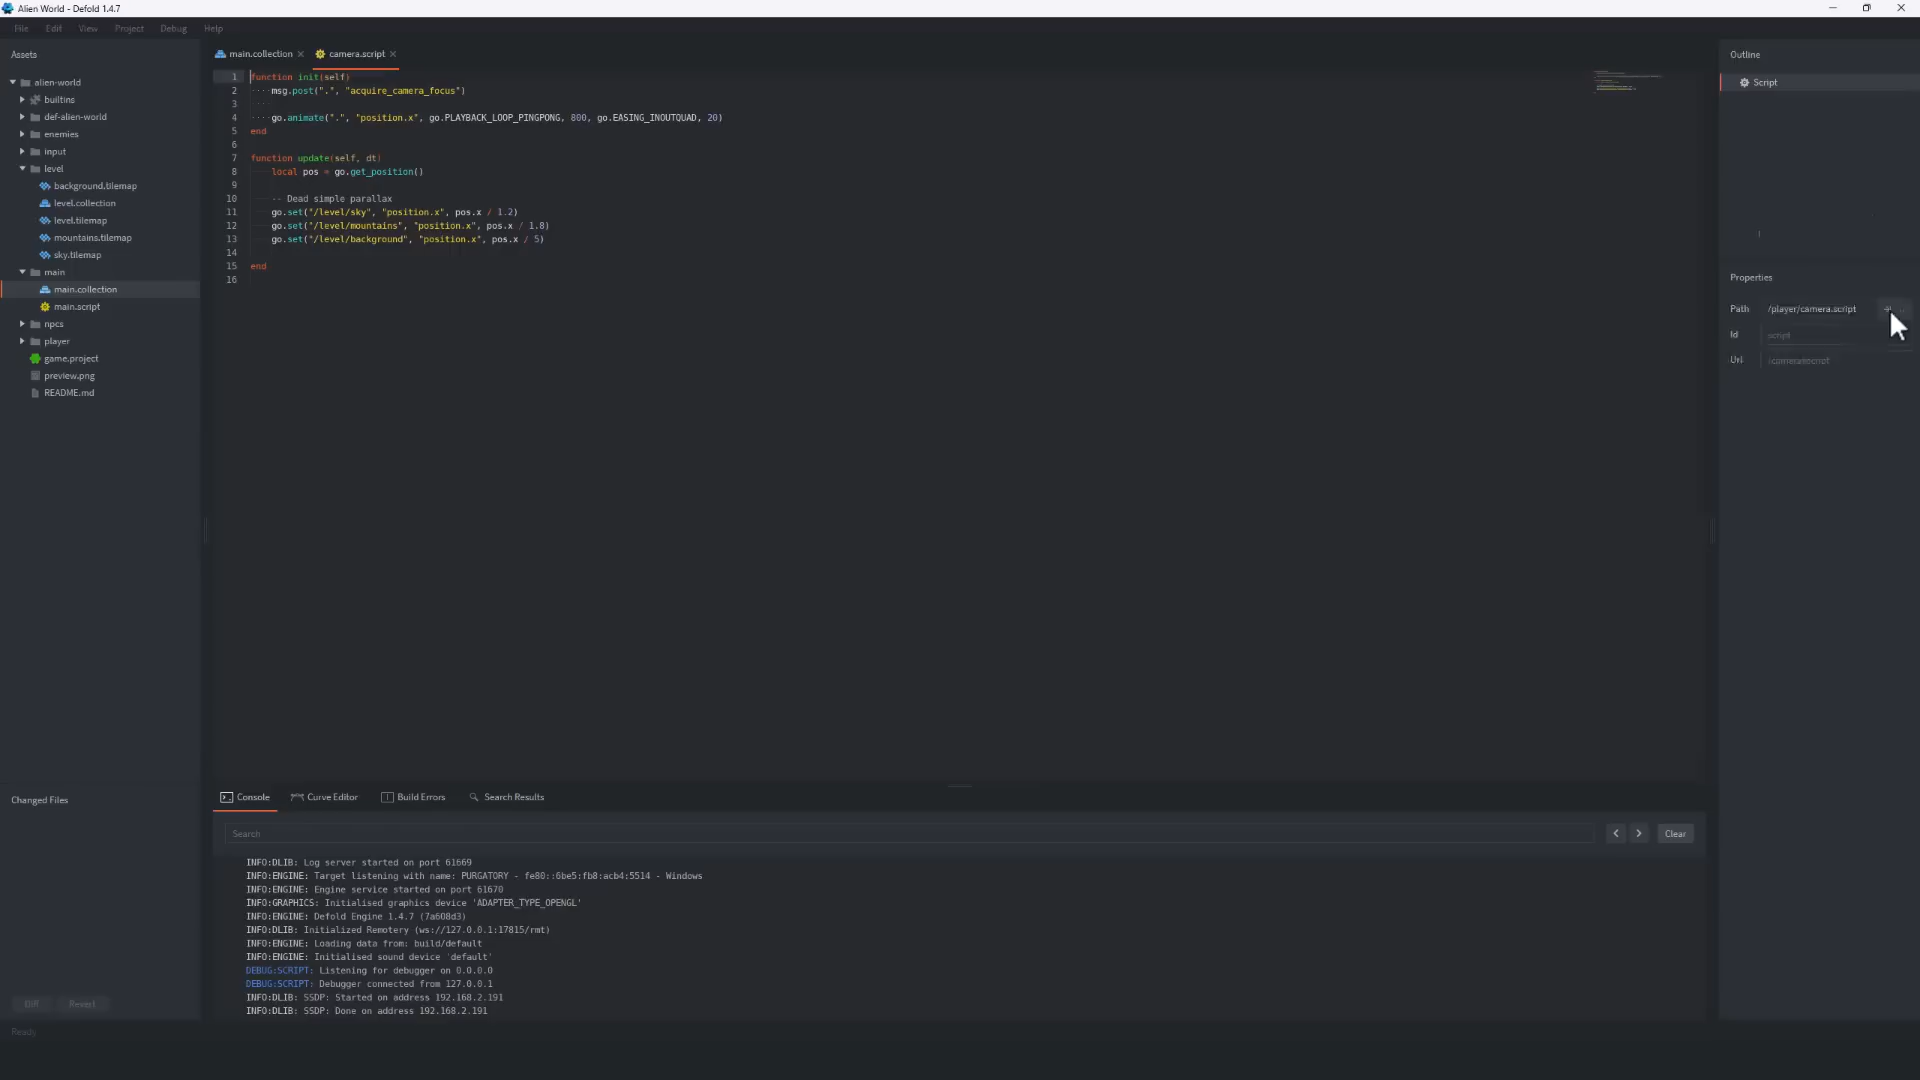 Alien World - Defold 1.4.7
File Edit View Project Debug Help
Assets
alien-world
builtins
def-alien-world
enemies
input
level
background.tilemap
level.collection
level.tilemap
mountains.tilemap
sky.tilemap
main
main.collection
main.script
npcs
player
game.project
preview.png
README.md
Changed Files
Diff Revert
Ready
main.collection camera.script
1 function init(self)
2 msg.post(".", "acquire_camera_focus")
3
4 go.animate(".", "position.x", go.PLAYBACK_LOOP_PINGPONG, 800, go.EASING_INOUTQUAD, 20)
5 end
6
7 function update(self, dt)
8 local pos = go.get_position()
9
10 -- Dead simple parallax
11 go.set("/level/sky", "position.x", pos.x / 1.2)
12 go.set("/level/mountains", "position.x", pos.x / 1.8)
13 go.set("/level/background", "position.x", pos.x / 5)
14
15 end
16
Console Curve Editor Build Errors Search Results
Search
Clear
INFO:DLIB: Log server started on port 61669
INFO:ENGINE: Target listening with name: PURGATORY - fe80::6be5:fb8:acb4:5514 - Windows
INFO:ENGINE: Engine service started on port 61670
INFO:GRAPHICS: Initialised graphics device 'ADAPTER_TYPE_OPENGL'
INFO:ENGINE: Defold Engine 1.4.7 (7a608d3)
INFO:DLIB: Initialized Remotery (ws://127.0.0.1:17815/rmt)
INFO:ENGINE: Loading data from: build/default
INFO:ENGINE: Initialised sound device 'default'
DEBUG:SCRIPT: Listening for debugger on 0.0.0.0
DEBUG:SCRIPT: Debugger connected from 127.0.0.1
INFO:DLIB: SSDP: Started on address 192.168.2.191
INFO:DLIB: SSDP: Done on address 192.168.2.191
Outline
Script
Properties
Path /player/camera.script
Id script
Url